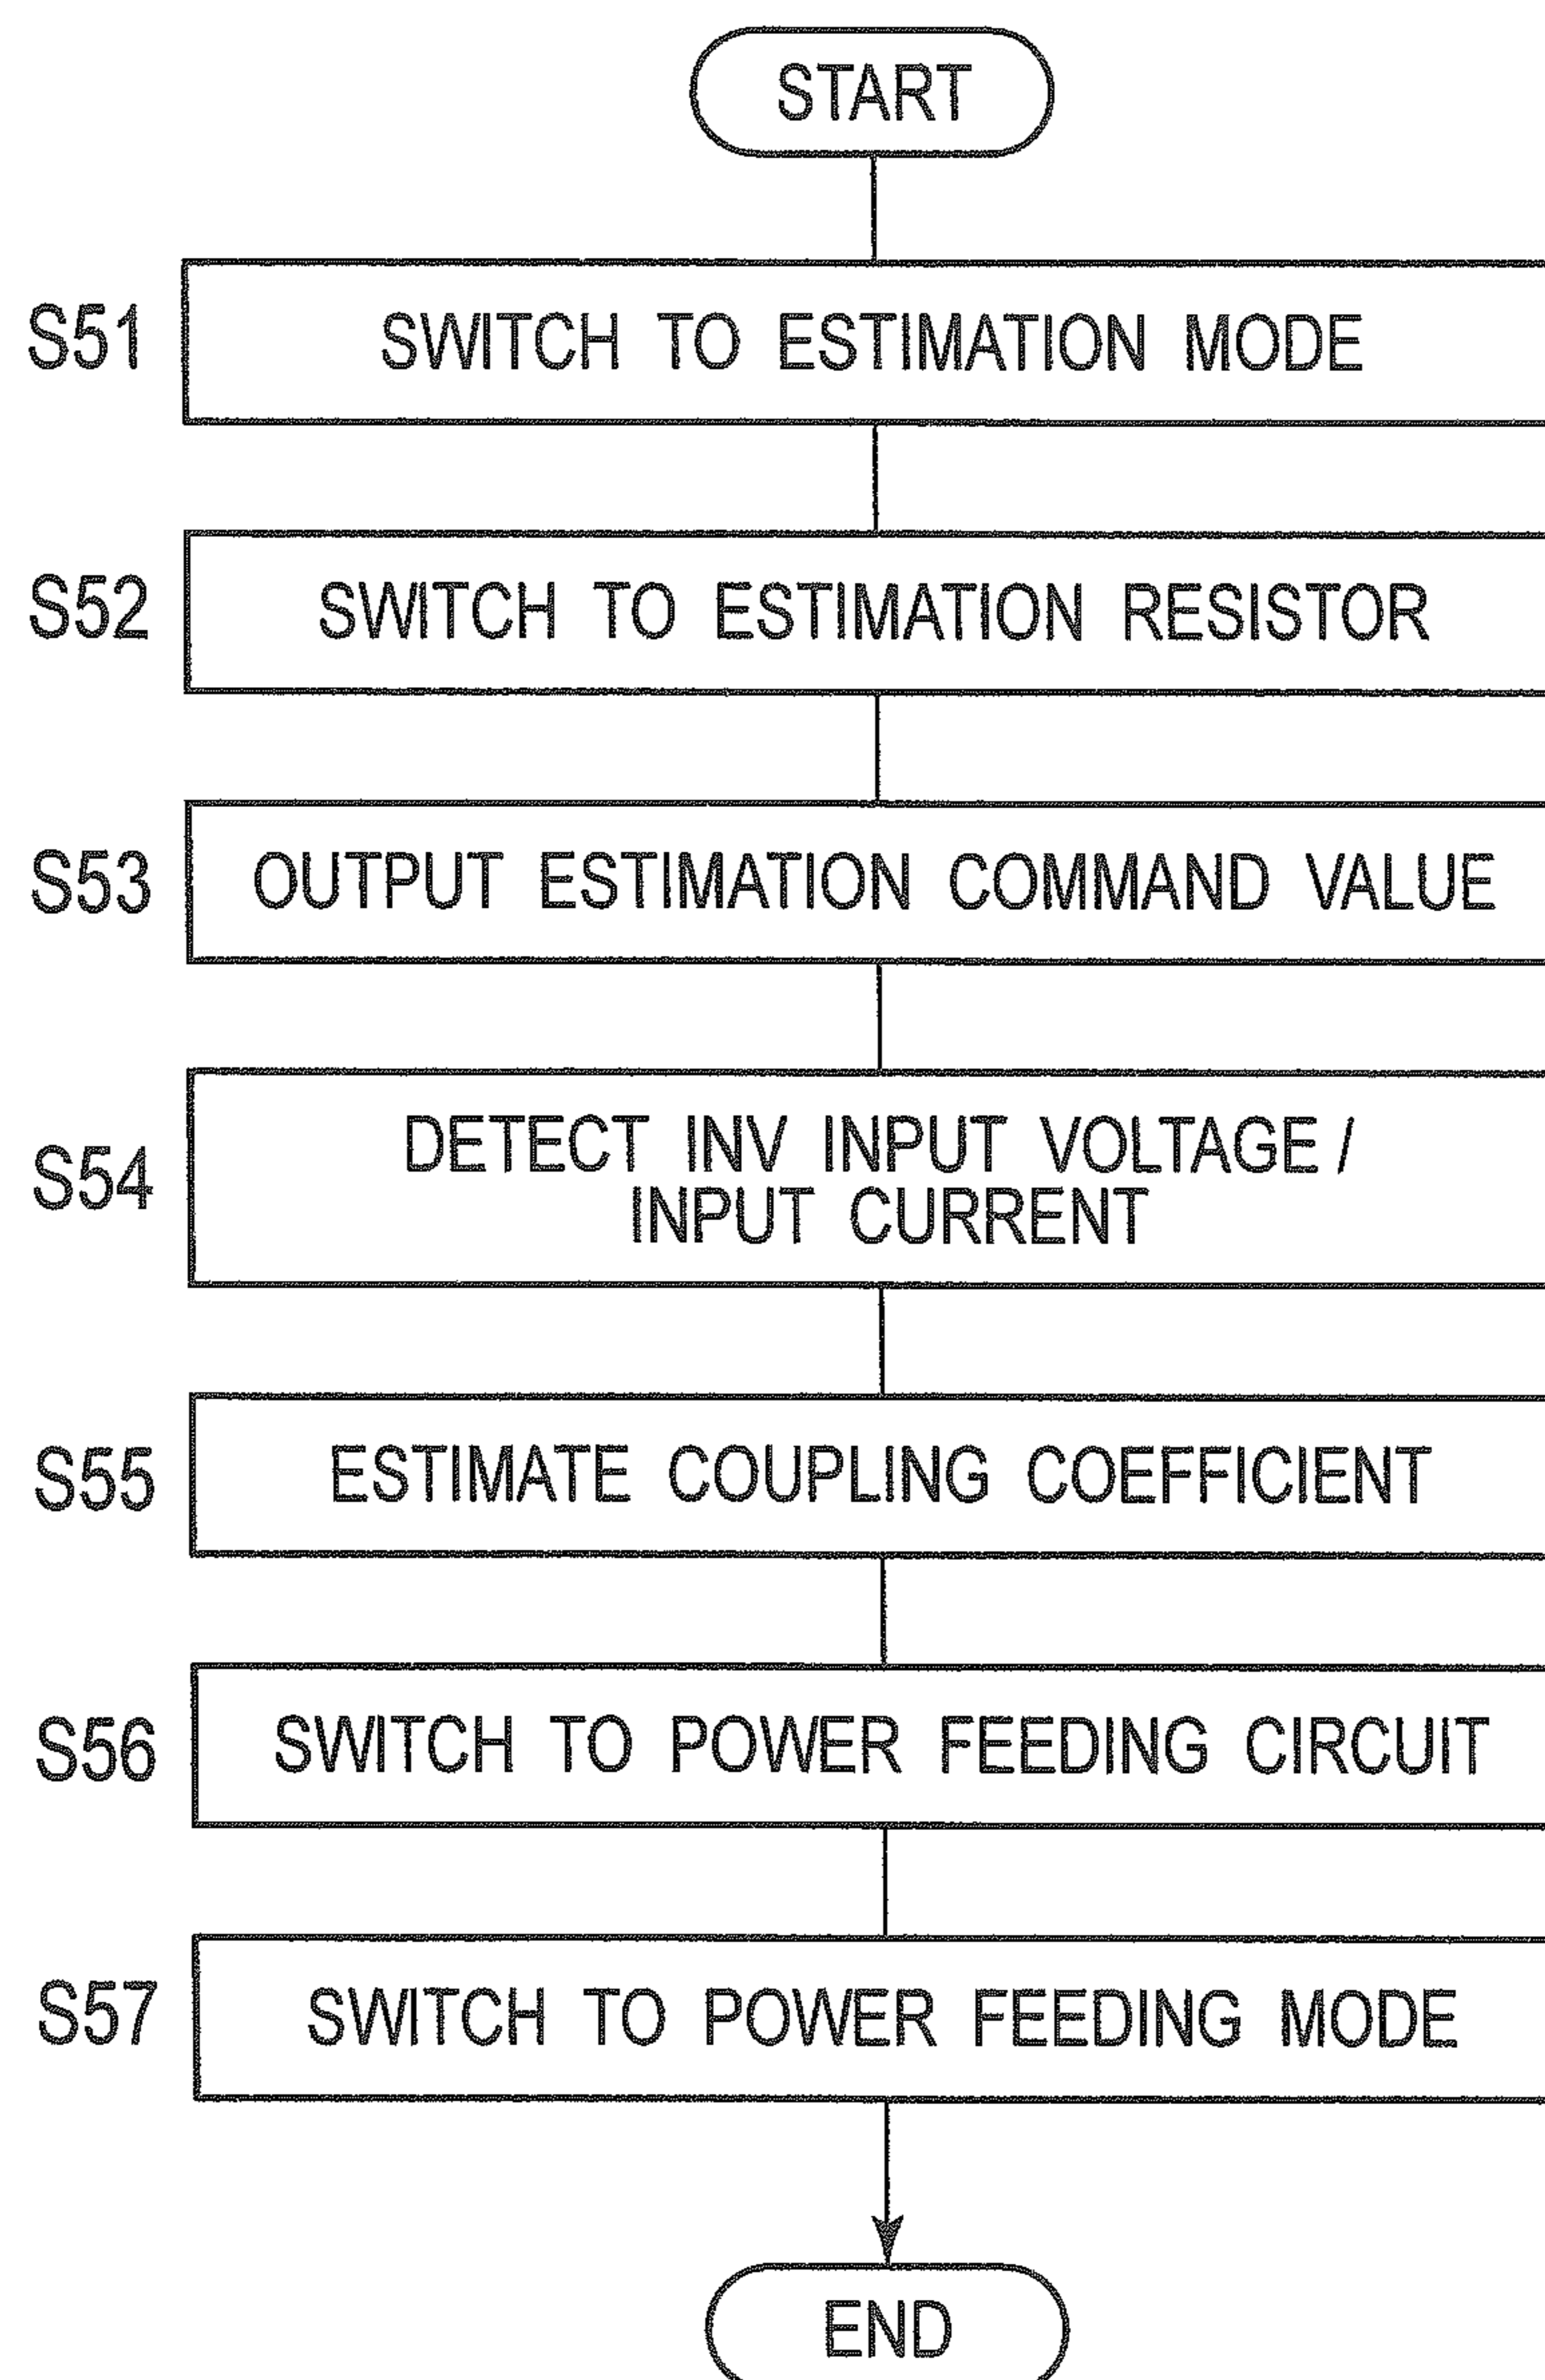 START
S51 SWITCH TO ESTIMATION MODE
S52 SWITCH TO ESTIMATION RESISTOR
S53 OUTPUT ESTIMATION COMMAND VALUE
S54 DETECT INV INPUT VOLTAGE /
INPUT CURRENT
S55 ESTIMATE COUPLING COEFFICIENT
S56 SWITCH TO POWER FEEDING CIRCUIT
S57 SWITCH TO POWER FEEDING MODE
END